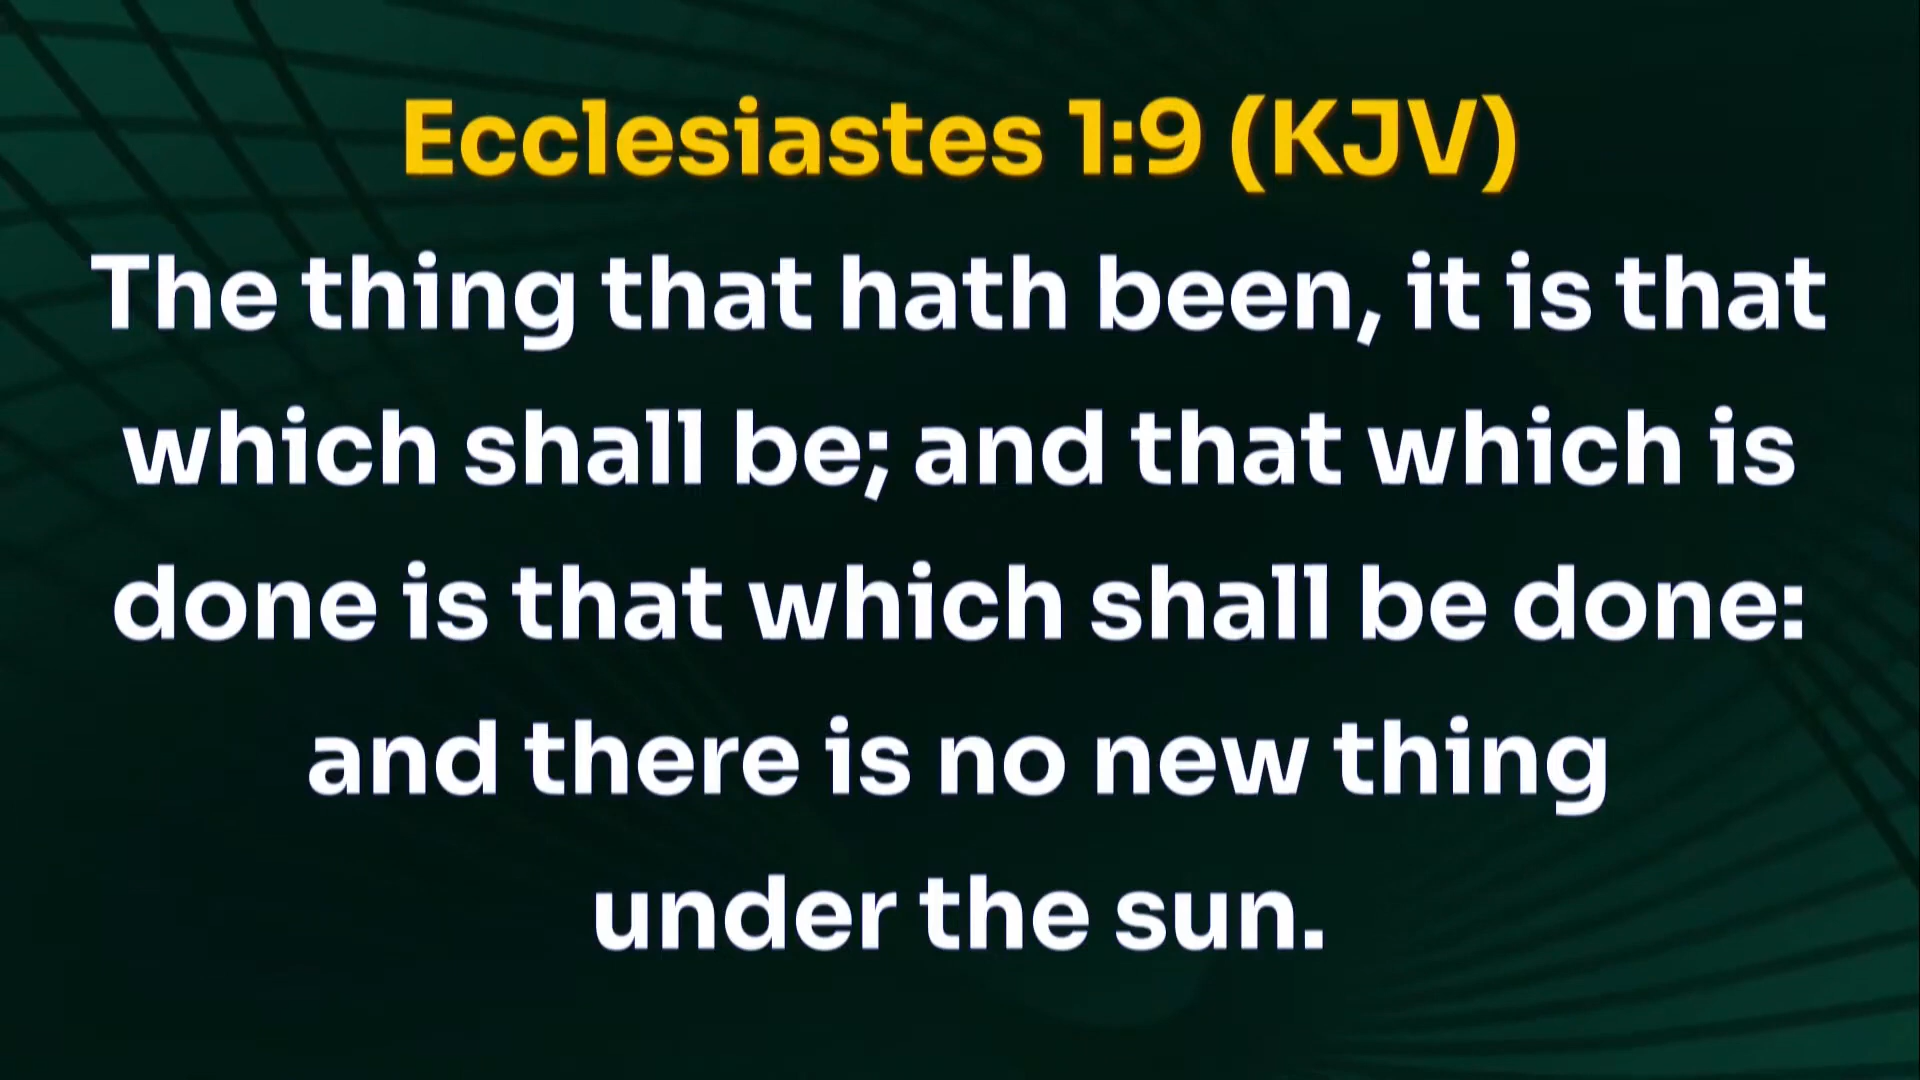 Ecclesiastes 1:9 (KJV)
The thing that hath been, it is that
which shall be; and that which is
done is that which shall be done:
and there is no new thing
under the sun.